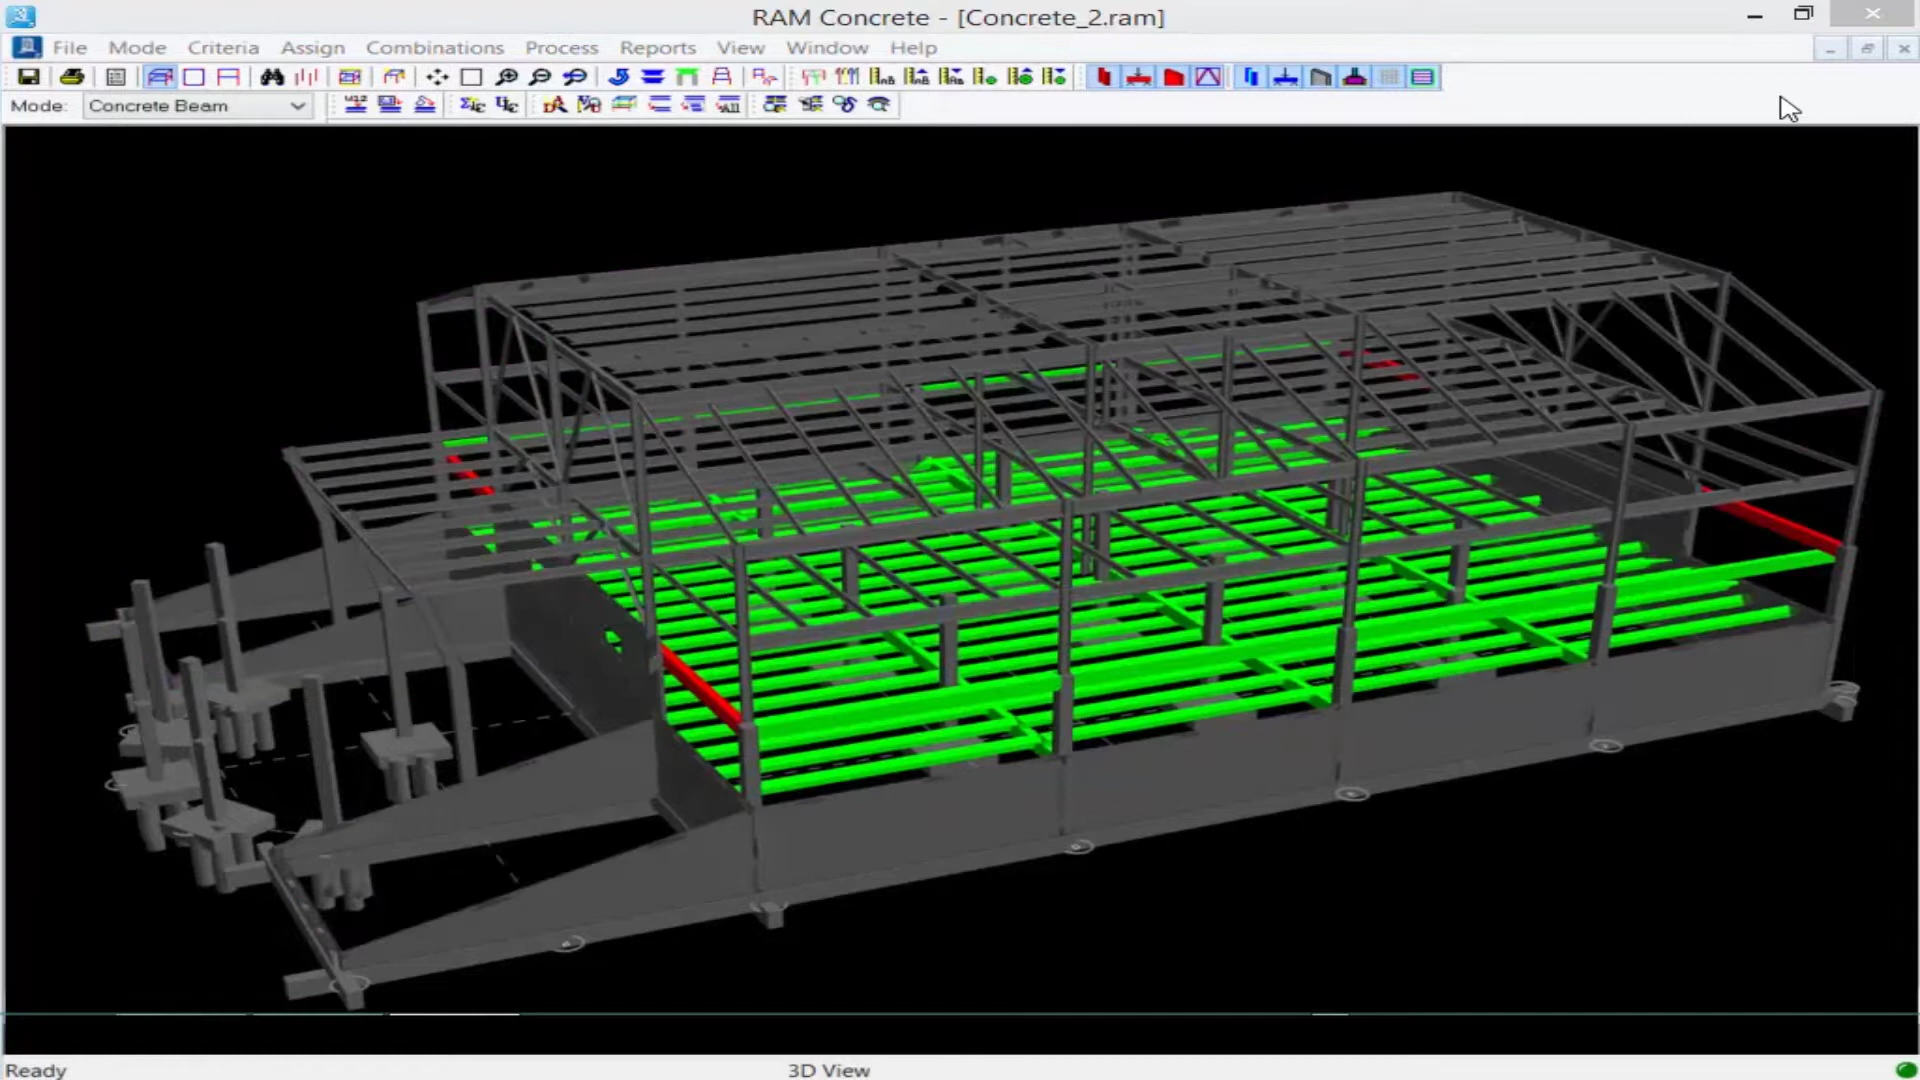 RAM Concrete - [Concrete_2.ram]
File Mode Criteria Assign Combinations Process Reports View Window Help
Mode: Concrete Beam
Ready 3D View